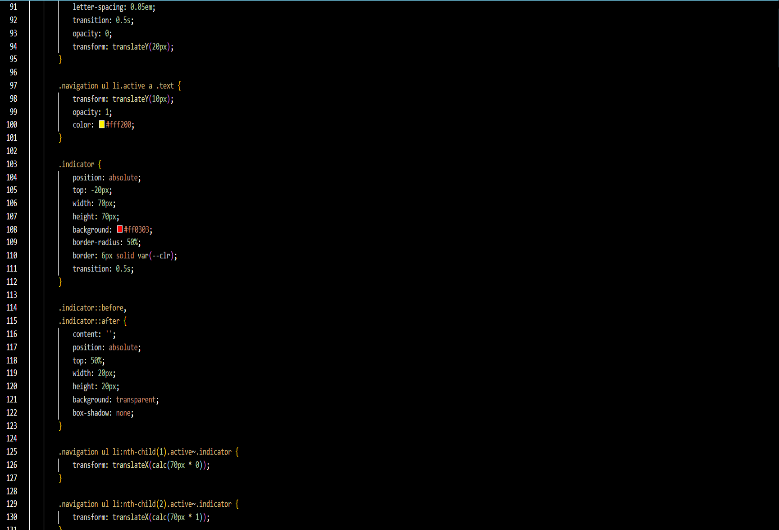 91 letter-spacing: 0.05em;
92 transition: 0.5s;
93 opacity: 0;
94 transform: translateY(20px);
95 }
96
97 .navigation ul li.active a .text {
98 transform: translateY(10px);
99 opacity: 1;
100 color: #fff200;
101 }
102
103 .indicator {
104 position: absolute;
105 top: -20px;
106 width: 70px;
107 height: 70px;
108 background: #ff0303;
109 border-radius: 50%;
110 border: 6px solid var(--clr);
111 transition: 0.5s;
112 }
113
114 .indicator::before,
115 .indicator::after {
116 content: '';
117 position: absolute;
118 top: 50%;
119 width: 20px;
120 height: 20px;
121 background: transparent;
122 box-shadow: none;
123 }
124
125 .navigation ul li:nth-child(1).active~.indicator {
126 transform: translateX(calc(70px * 0));
127 }
128
129 .navigation ul li:nth-child(2).active~.indicator {
130 transform: translateX(calc(70px * 1));
131 }